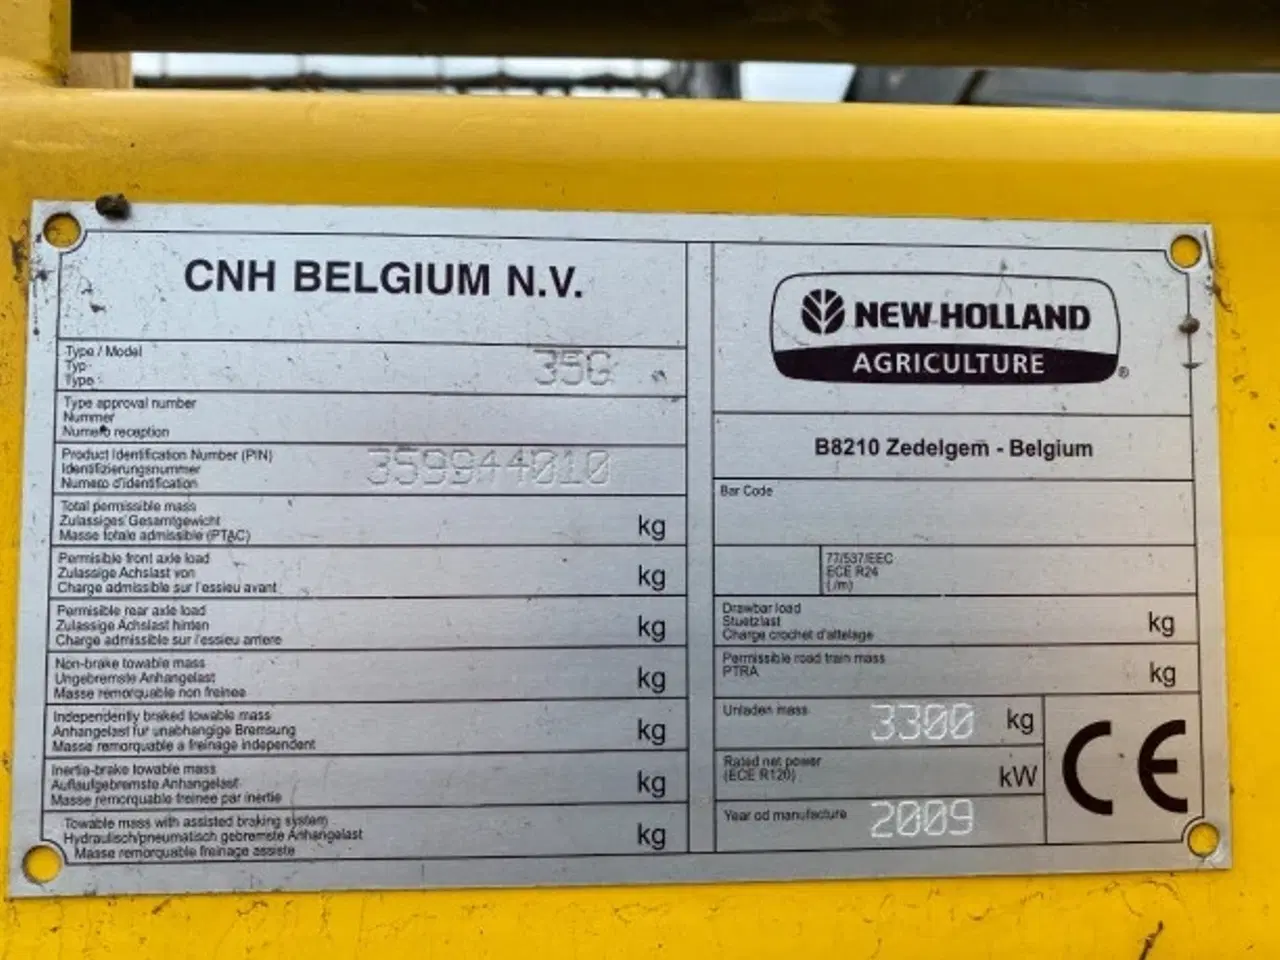 CNH BELGIUM N.V.
Type / Model
Typ
Type
35G
Type approval number
Nummer
Numero reception
Product Identification Number (PIN)
Identifizierungsnummer
Numero d'identification
359944010
Total permissible mass
Zulassiges Gesamtgewicht
Masse totale admissible (PTAC)
kg
Permisible front axle load
Zulassige Achslast von
Charge admissible sur l'essieu avant
kg
Permisible rear axle load
Zulassige Achslast hinten
Charge admissible sur l'essieu arriere
kg
Non-brake towable mass
Ungebremste Anhangelast
Masse remorquable non freinee
kg
Independently braked towable mass
Anhangelast fur unabhangige Bremsung
Masse remorquable a freinage independent
kg
Inertia-brake towable mass
Auflaufgebremste Anhangelast
Masse remorquable freinee par inertie
kg
Towable mass with assisted braking system
Hydraulisch/pneumatisch gebremste Anhangelast
Masse remorquable freinage assiste
kg
NEW HOLLAND
AGRICULTURE
®
B8210 Zedelgem - Belgium
Bar Code
77/537/EEC
ECE R24
(./m)
Drawbar load
Stuetzlast
Charge crochet d'attelage
kg
Permissible road train mass
PTRA
kg
Unladen mass
3300 kg
Rated net power
(ECE R120)
kW
Year od manufacture
2009
CE